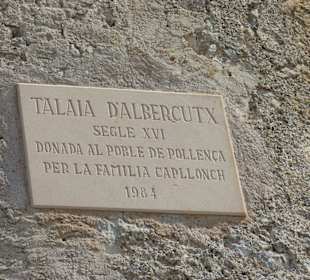 TALAIA D'ALBERCUTX
SEGLE XVI
DONADA AL POBLE DE POLLENÇA
PER LA FAMILIA CAPLLONCH
1984